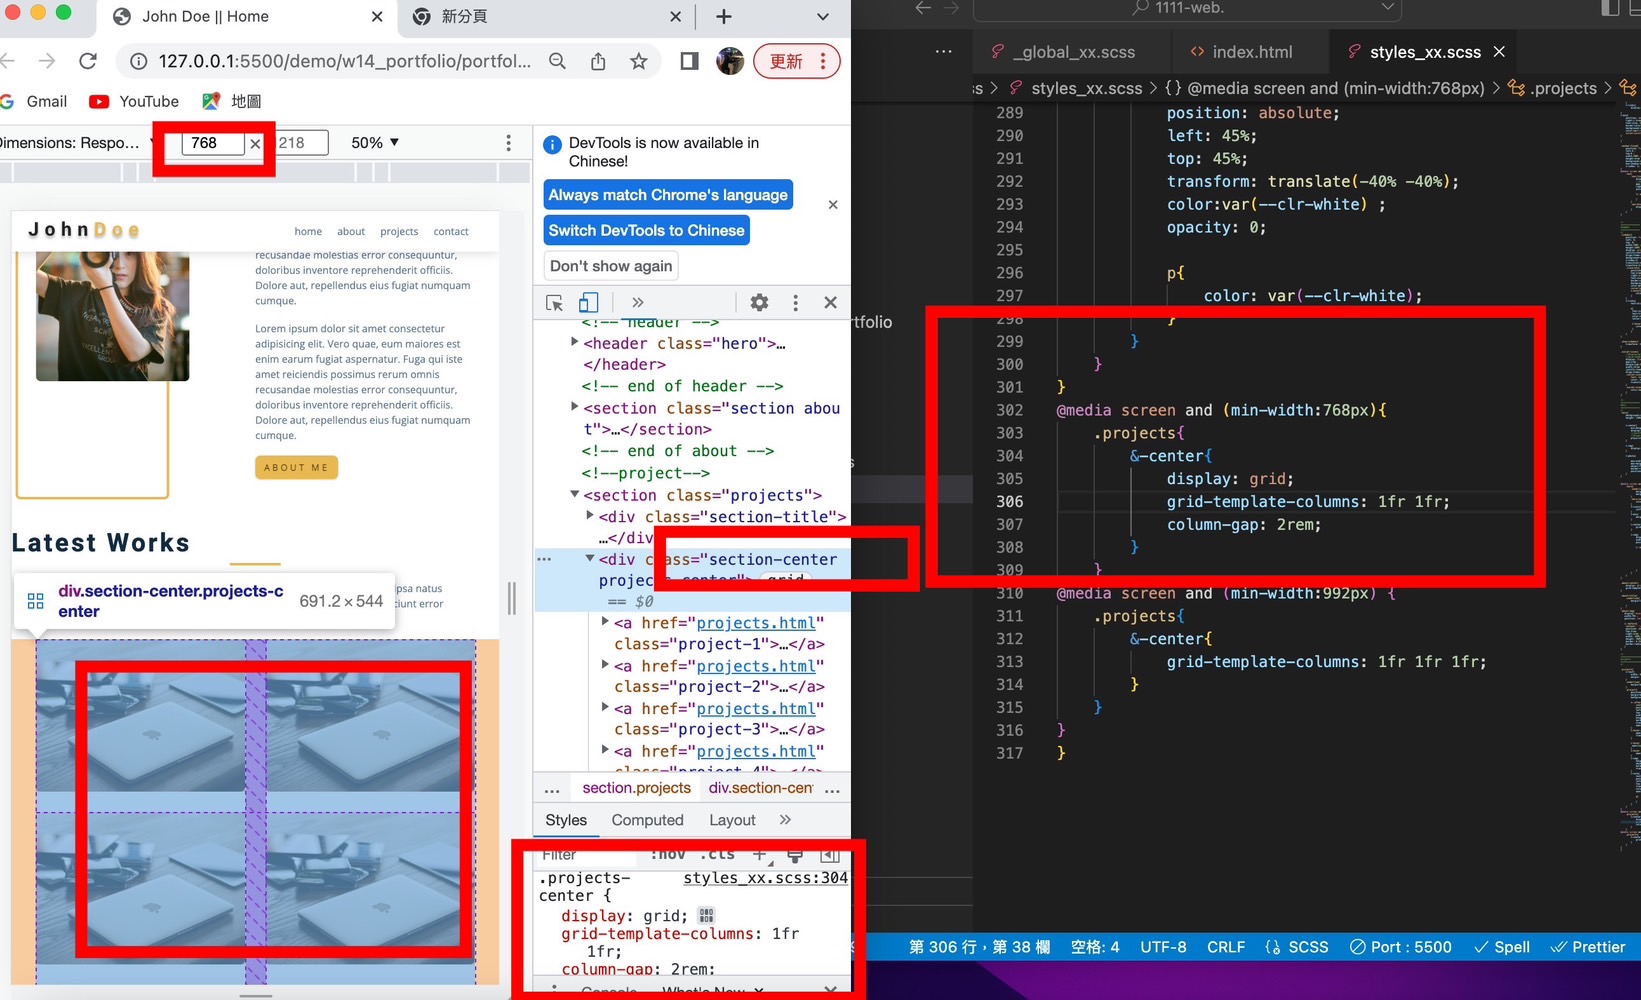 John Doe || Home
新分頁
127.0.0.1:5500/demo/w14_portfolio/portfol...
更新
Gmail
YouTube
地圖
Dimensions: Respo...
768
218
50%
JohnDoe
home
about
projects
contact
recusandae molestias error consequuntur,
doloribus inventore reprehenderit officiis.
Dolore auto, repellendus eius fugiat numquam
cumque.
Lorem ipsum dolor sit amet consectetur
adipisicing elit. Vero quae, eum maiores est
enim earum fugiat aspernatur. Fuga qui iste
amet reiciendis possimus rerum omnis
recusandae molestias error consequuntur,
doloribus inventore reprehenderit officiis.
Dolore auto, repellendus eius fugiat numquam
cumque.
ABOUT ME
Latest Works
ipsa natus
ciunt error
div.section-center.projects-c
enter
691.2 × 544
DevTools is now available in
Chinese!
Always match Chrome's language
Switch DevTools to Chinese
Don't show again
<!-- header -->
<header class="hero">…
</header>
<!-- end of header -->
<section class="section abou
t">…</section>
<!-- end of about -->
<!--project-->
<section class="projects">
<div class="section-title">
…</div>
<div class="section-center
projects-center"> grid
== $0
<a href="projects.html"
class="project-1">…</a>
<a href="projects.html"
class="project-2">…</a>
<a href="projects.html"
class="project-3">…</a>
<a href="projects.html"
class="project-4">…</a>
...
section.projects
div.section-cen
...
Styles
Computed
Layout
Filter
:hov
.cls
.projects-
center {
styles_xx.scss:304
display: grid;
grid-template-columns: 1fr
1fr;
column-gap: 2rem;
Console
What's New
1111-web.
_global_xx.scss
index.html
styles_xx.scss
styles_xx.scss > {} @media screen and (min-width:768px) > .projects >
rtfolio
289 position: absolute;
290 left: 45%;
291 top: 45%;
292 transform: translate(-40% -40%);
293 color:var(--clr-white) ;
294 opacity: 0;
295
296 p{
297 color: var(--clr-white);
298 }
299 }
300 }
301 }
302 @media screen and (min-width:768px){
303 .projects{
304 &-center{
305 display: grid;
306 grid-template-columns: 1fr 1fr;
307 column-gap: 2rem;
308 }
309 }
310 @media screen and (min-width:992px) {
311 .projects{
312 &-center{
313 grid-template-columns: 1fr 1fr 1fr;
314 }
315 }
316 }
317 }
第 306 行，第 38 欄
空格: 4
UTF-8
CRLF
{} SCSS
Port : 5500
Spell
Prettier